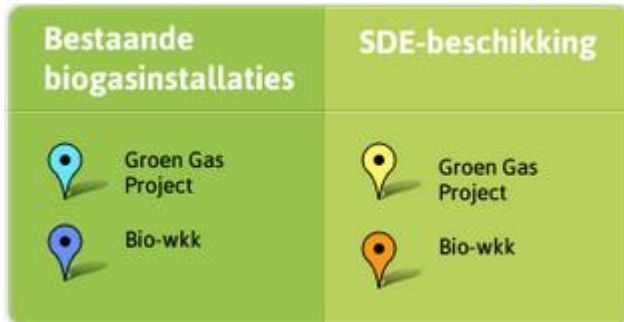 Bestaande
biogasinstallaties
Groen Gas
Project
Bio-wkk
SDE-beschikking
Groen Gas
Project
Bio-wkk